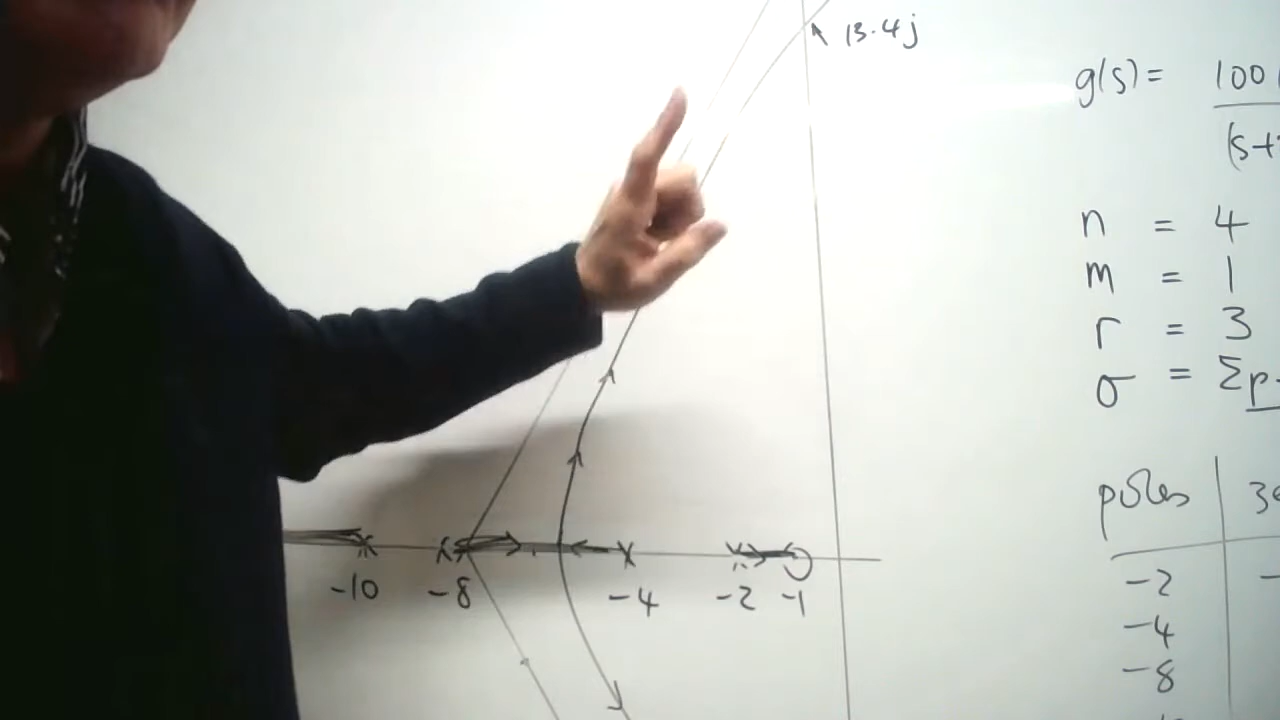 13.4j
g(s) = 100
(s+
n = 4
m = 1
r = 3
σ = Σp-
poles
-2
-4
-8
-10 -8 -4 -2 -1